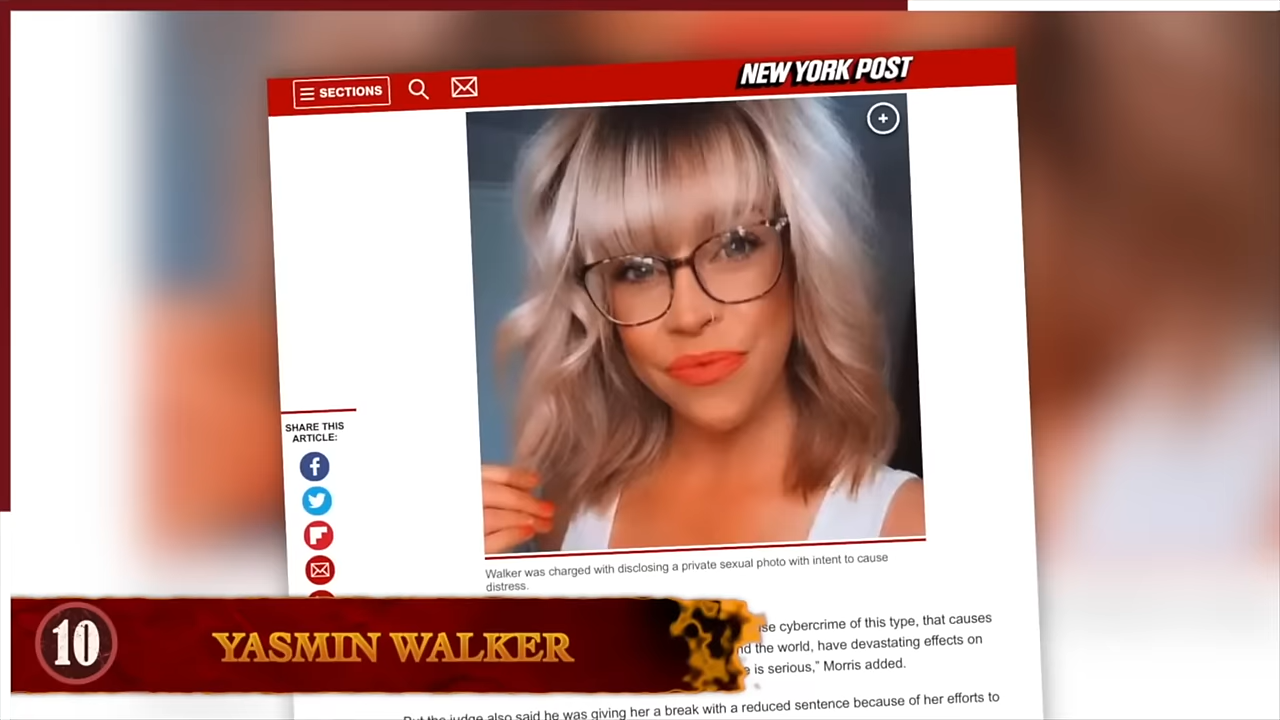 SECTIONS
NEW YORK POST
SHARE THIS
ARTICLE:
Walker was charged with disclosing a private sexual photo with intent to cause
distress.
cybercrime of this type, that causes
the world, have devastating effects on
is serious,” Morris added.
the judge also said he was giving her a break with a reduced sentence because of her efforts to
10
YASMIN WALKER